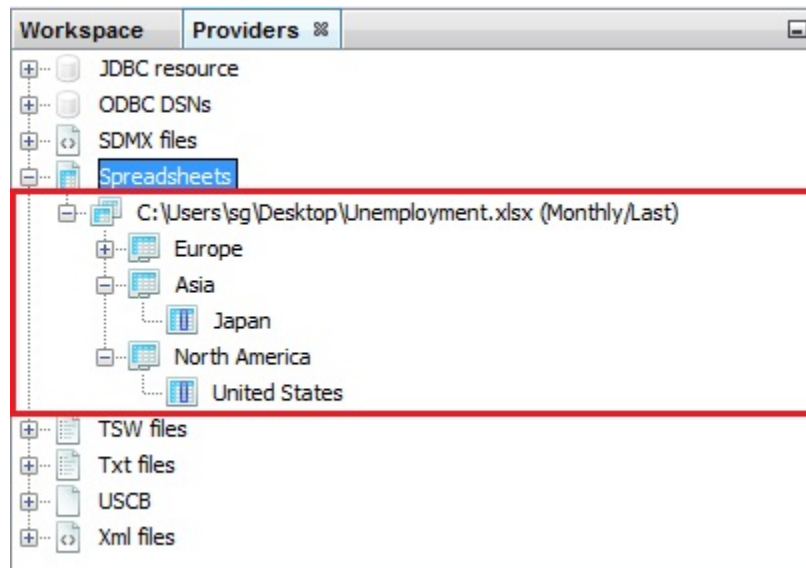 Workspace Providers
JDBC resource
ODBC DSNs
SDMX files
Spreadsheets
C:\Users\sg\Desktop\Unemployment.xlsx (Monthly/Last)
Europe
Asia
Japan
North America
United States
TSW files
Txt files
USCB
Xml files